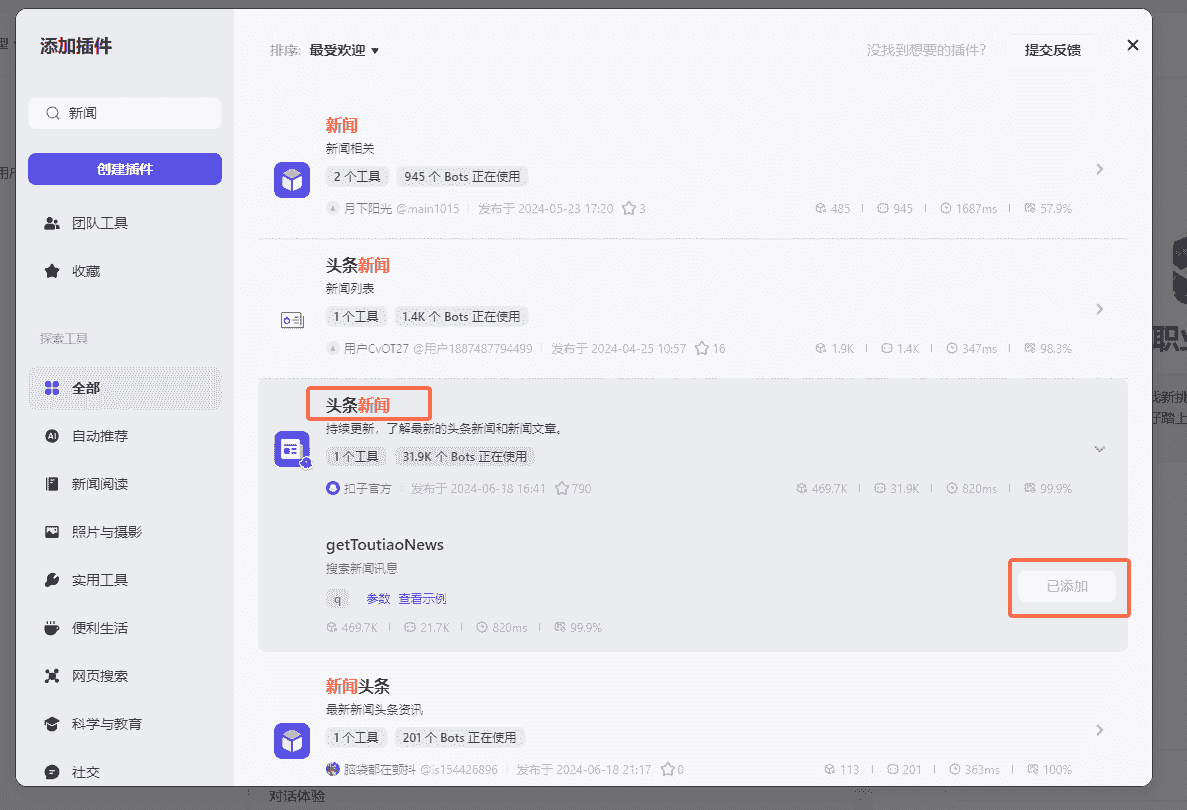 添加插件
新闻
创建插件
团队工具
收藏
探索工具
全部
自动推荐
新闻阅读
照片与摄影
实用工具
便利生活
网页搜索
科学与教育
社交
排序: 最受欢迎
没找到想要的插件? 提交反馈
新闻
新闻相关
2 个工具 945 个 Bots 正在使用
月下阳光 @main1015 发布于 2024-05-23 17:20 3 485 945 1687ms 57.9%
头条新闻
新闻列表
1 个工具 1.4K 个 Bots 正在使用
用户CvOT27 @用户1887487794499 发布于 2024-04-25 10:57 16 1.9K 1.4K 347ms 98.3%
头条新闻
持续更新，了解最新的头条新闻和新闻文章。
1 个工具 31.9K 个 Bots 正在使用
扣子官方 发布于 2024-06-18 16:41 790 469.7K 31.9K 820ms 99.9%
getToutiaoNews
搜索新闻讯息
已添加
q 参数 查看示例
469.7K 21.7K 820ms 99.9%
新闻头条
最新新闻头条资讯
1 个工具 201 个 Bots 正在使用
脑袋都在颤抖 @ls154426896 发布于 2024-06-18 21:17 0 113 201 363ms 100%
型
用户
职业
找新挑
子踏上
对话体验